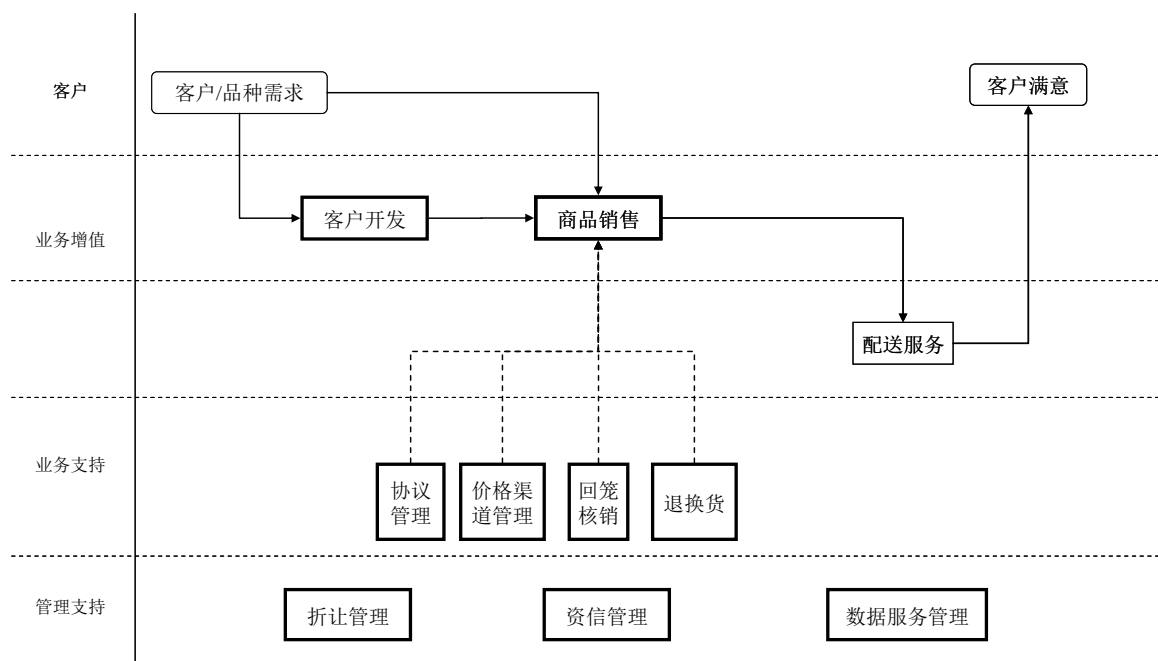 客户
客户/品种需求
客户满意
业务增值
客户开发
商品销售
配送服务
业务支持
协议
管理
价格渠
道管理
回笼
核销
退换货
管理支持
折让管理
资信管理
数据服务管理